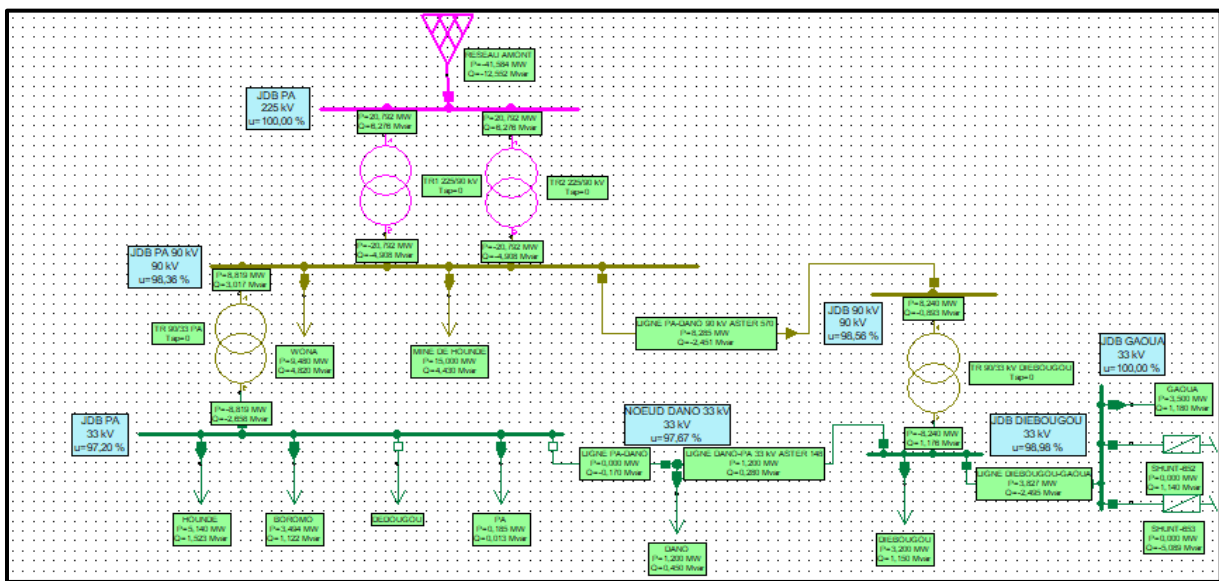 RESEAU AMONT
P=-41,584 MW
Q=-12,552 Mvar
JDB PA
225 kV
u=100,00 %
P=20,792 MW
Q=6,276 Mvar
P=20,792 MW
Q=6,276 Mvar
TR1 225/90 kV
Tap=0
TR2 225/90 kV
Tap=0
P=-20,792 MW
Q=-4,908 Mvar
P=-20,792 MW
Q=-4,908 Mvar
JDB PA 90 kV
90 kV
u=98,36 %
P=8,819 MW
Q=3,017 Mvar
TR 90/33 PA
Tap=0
WONA
P=9,480 MW
Q=4,820 Mvar
MINE DE HOUNDE
P=15,000 MW
Q=4,430 Mvar
LIGNE PA-DANO 90 kV ASTER 570
P=8,285 MW
Q=-2,451 Mvar
JDB 90 kV
90 kV
u=98,56 %
P=8,240 MW
Q=-0,893 Mvar
TR 90/33 kV DIEBOUGOU
Tap=0
JDB GAOUA
33 kV
u=100,00 %
GAOUA
P=3,500 MW
Q=1,180 Mvar
P=-8,819 MW
Q=-2,658 Mvar
JDB PA
33 kV
u=97,20 %
NOEUD DANO 33 kV
33 kV
u=97,67 %
P=-8,240 MW
Q=1,176 Mvar
JDB DIEBOUGOU
33 kV
u=98,98 %
LIGNE PA-DANO
P=0,000 MW
Q=-0,170 Mvar
LIGNE DANO-PA 33 kV ASTER 148
P=1,200 MW
Q=0,280 Mvar
LIGNE DIEBOUGOU-GAOUA
P=3,827 MW
Q=-2,495 Mvar
SHUNT-652
P=0,000 MW
Q=1,140 Mvar
SHUNT-653
P=0,000 MW
Q=-5,089 Mvar
HOUNDE
P=5,140 MW
Q=1,523 Mvar
BOROMO
P=3,494 MW
Q=1,122 Mvar
DEDOUGOU
PA
P=0,185 MW
Q=0,013 Mvar
DANO
P=1,200 MW
Q=0,450 Mvar
DIEBOUGOU
P=3,200 MW
Q=1,150 Mvar